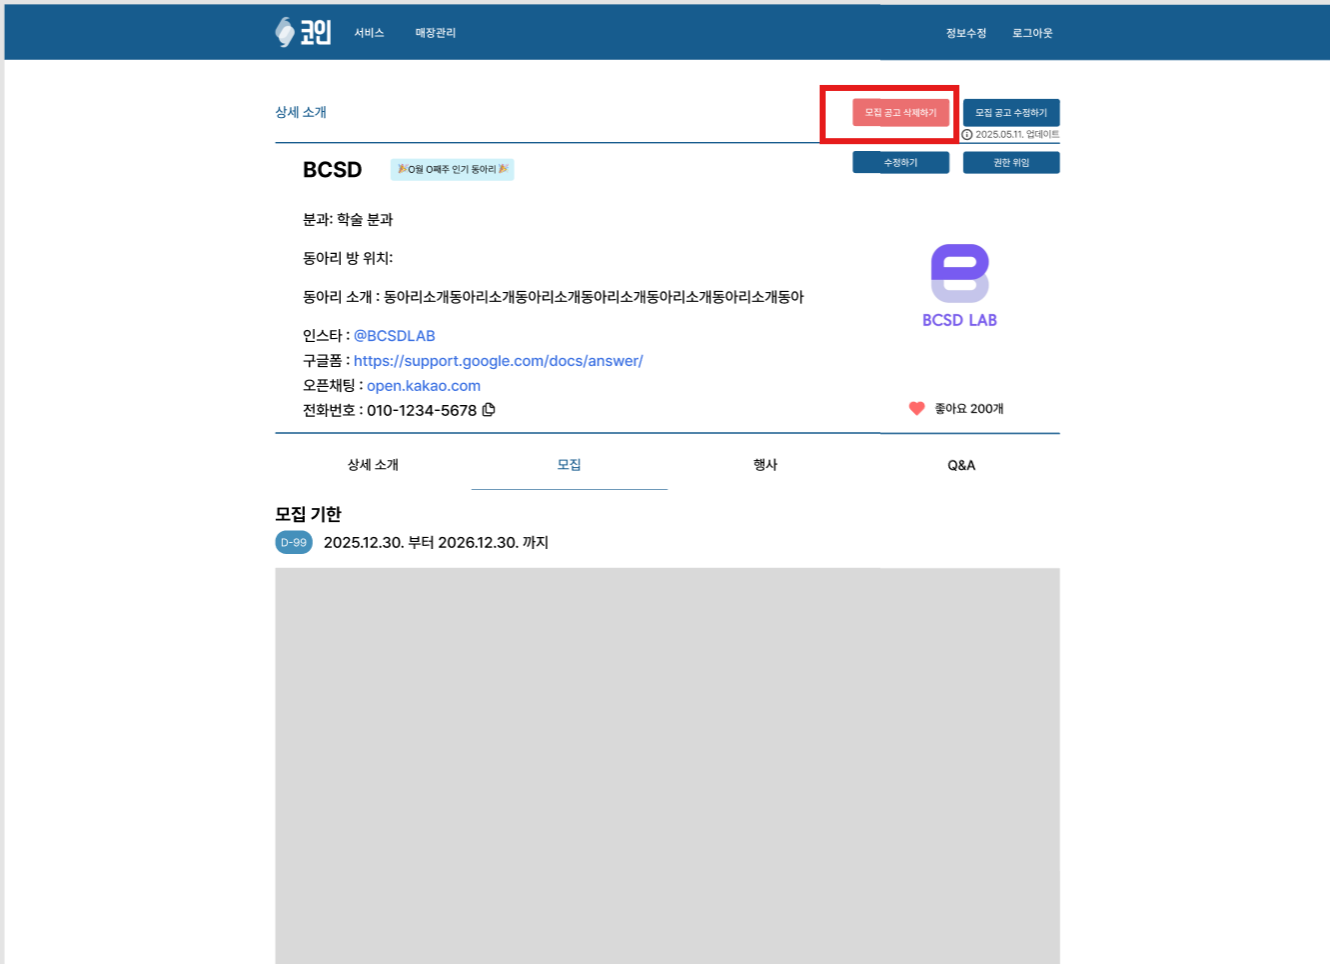 코인 서비스 매장관리 정보수정 로그아웃
상세 소개 모집 공고 삭제하기 모집 공고 수정하기
2025.05.11. 업데이트
BCSD 🎉O월 O째주 인기 동아리🎉 수정하기 권한 위임
분과: 학술 분과
동아리 방 위치:
동아리 소개 : 동아리소개동아리소개동아리소개동아리소개동아리소개동아리소개동아
BCSD LAB
인스타 : @BCSDLAB
구글폼 : https://support.google.com/docs/answer/
오픈채팅 : open.kakao.com
전화번호 : 010-1234-5678
좋아요 200개
상세 소개 모집 행사 Q&A
모집 기한
D-99 2025.12.30. 부터 2026.12.30. 까지